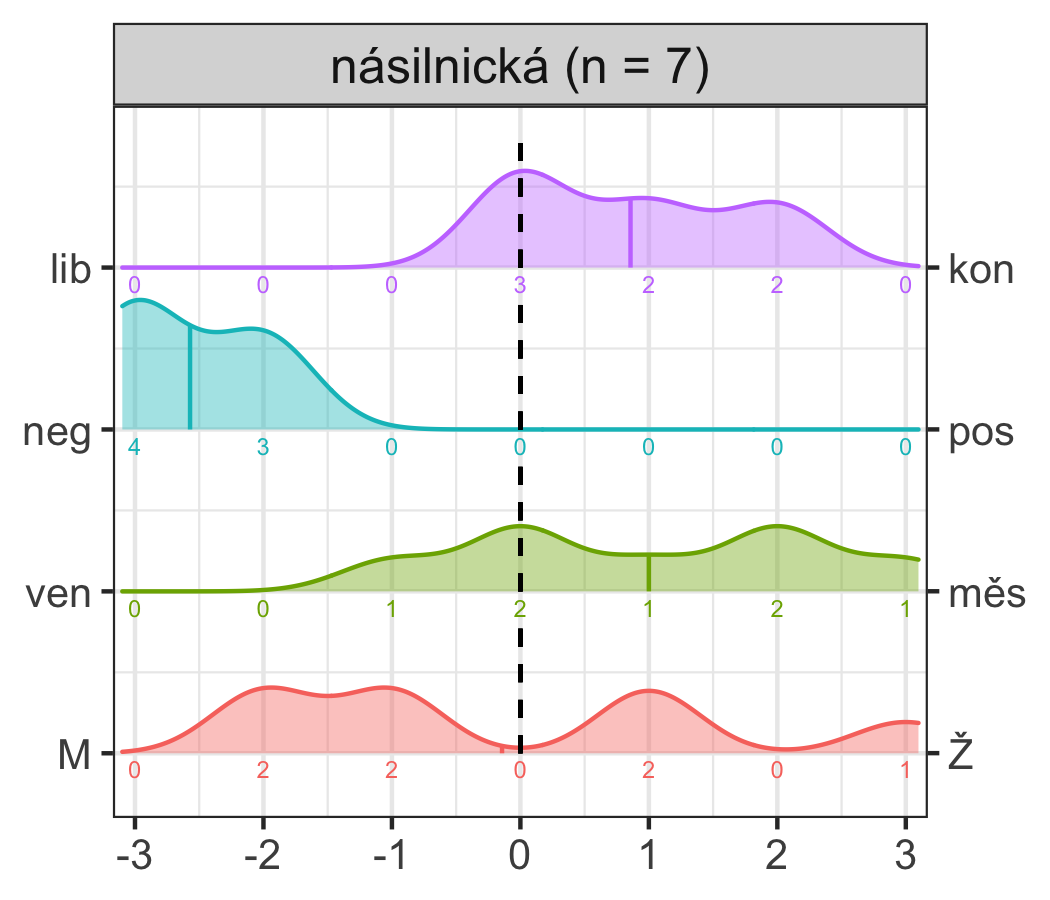 násilnická (n = 7)
lib kon
0 0 0 3 2 2 0
neg pos
4 3 0 0 0 0 0
ven měs
0 0 1 2 1 2 1
M Ž
0 2 2 0 2 0 1
-3 -2 -1 0 1 2 3